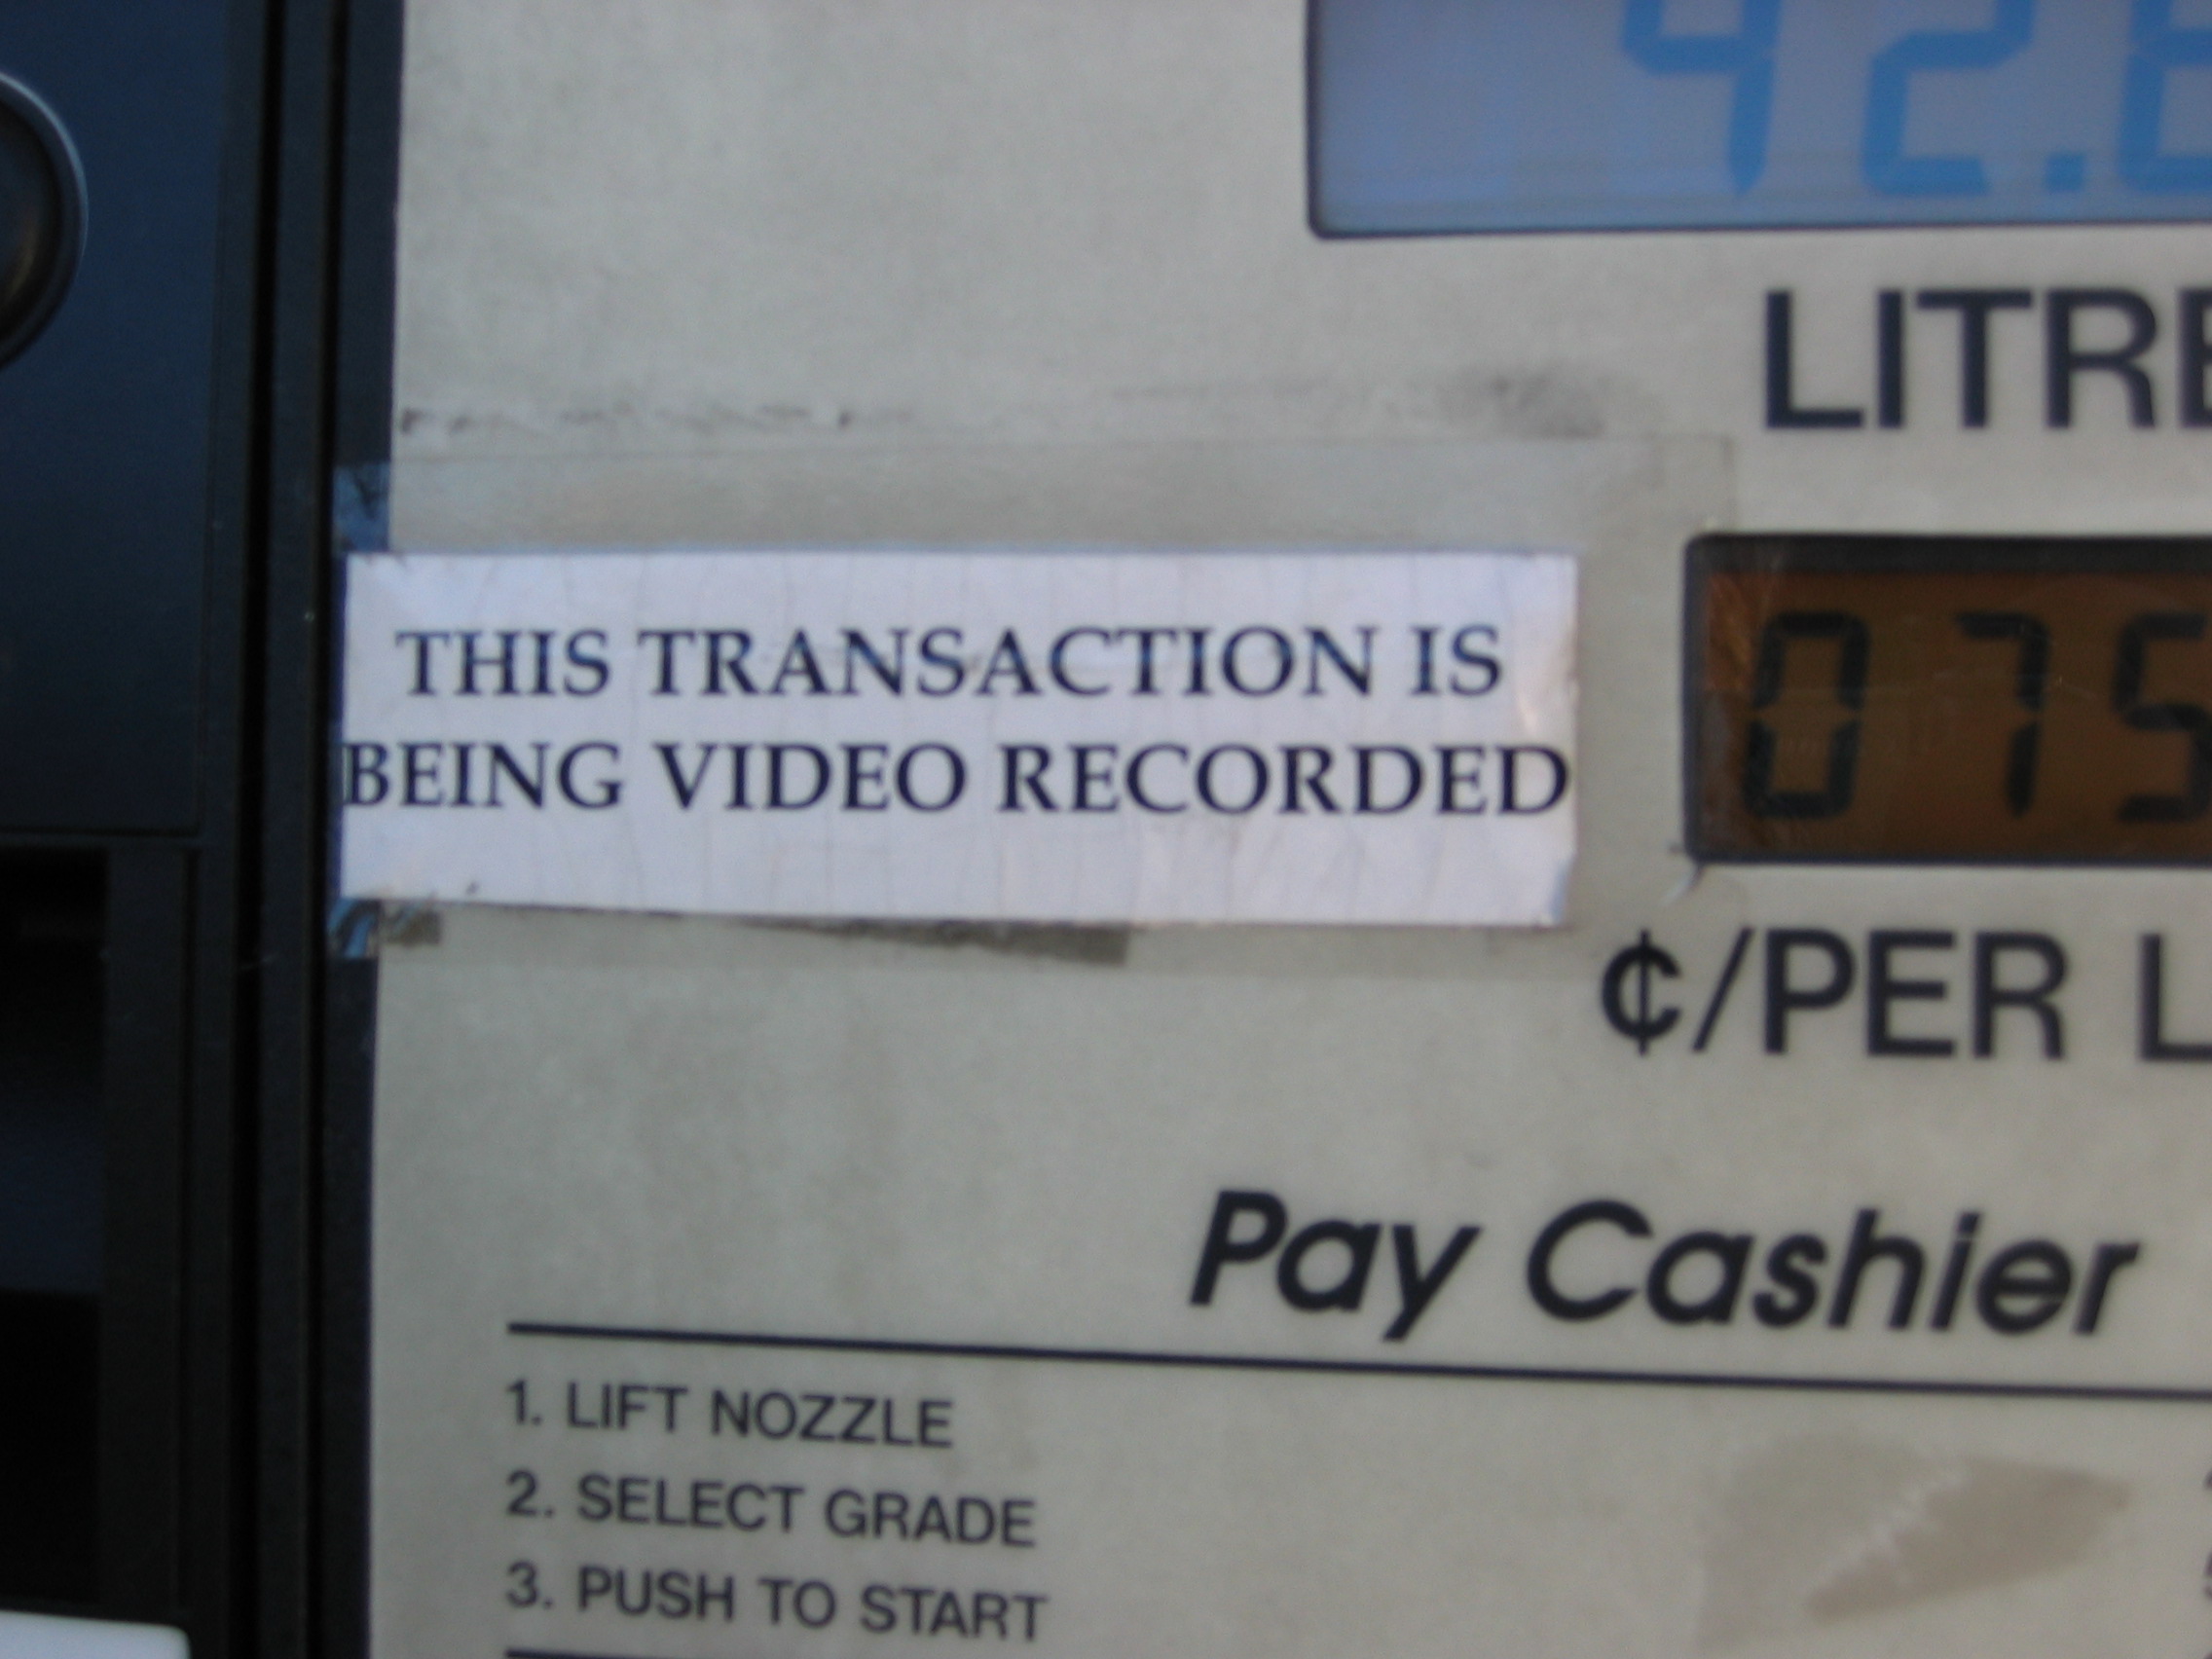 42.
LITRE
THIS TRANSACTION IS
BEING VIDEO RECORDED
075
¢/PER L
Pay Cashier
1. LIFT NOZZLE
2. SELECT GRADE
3. PUSH TO START